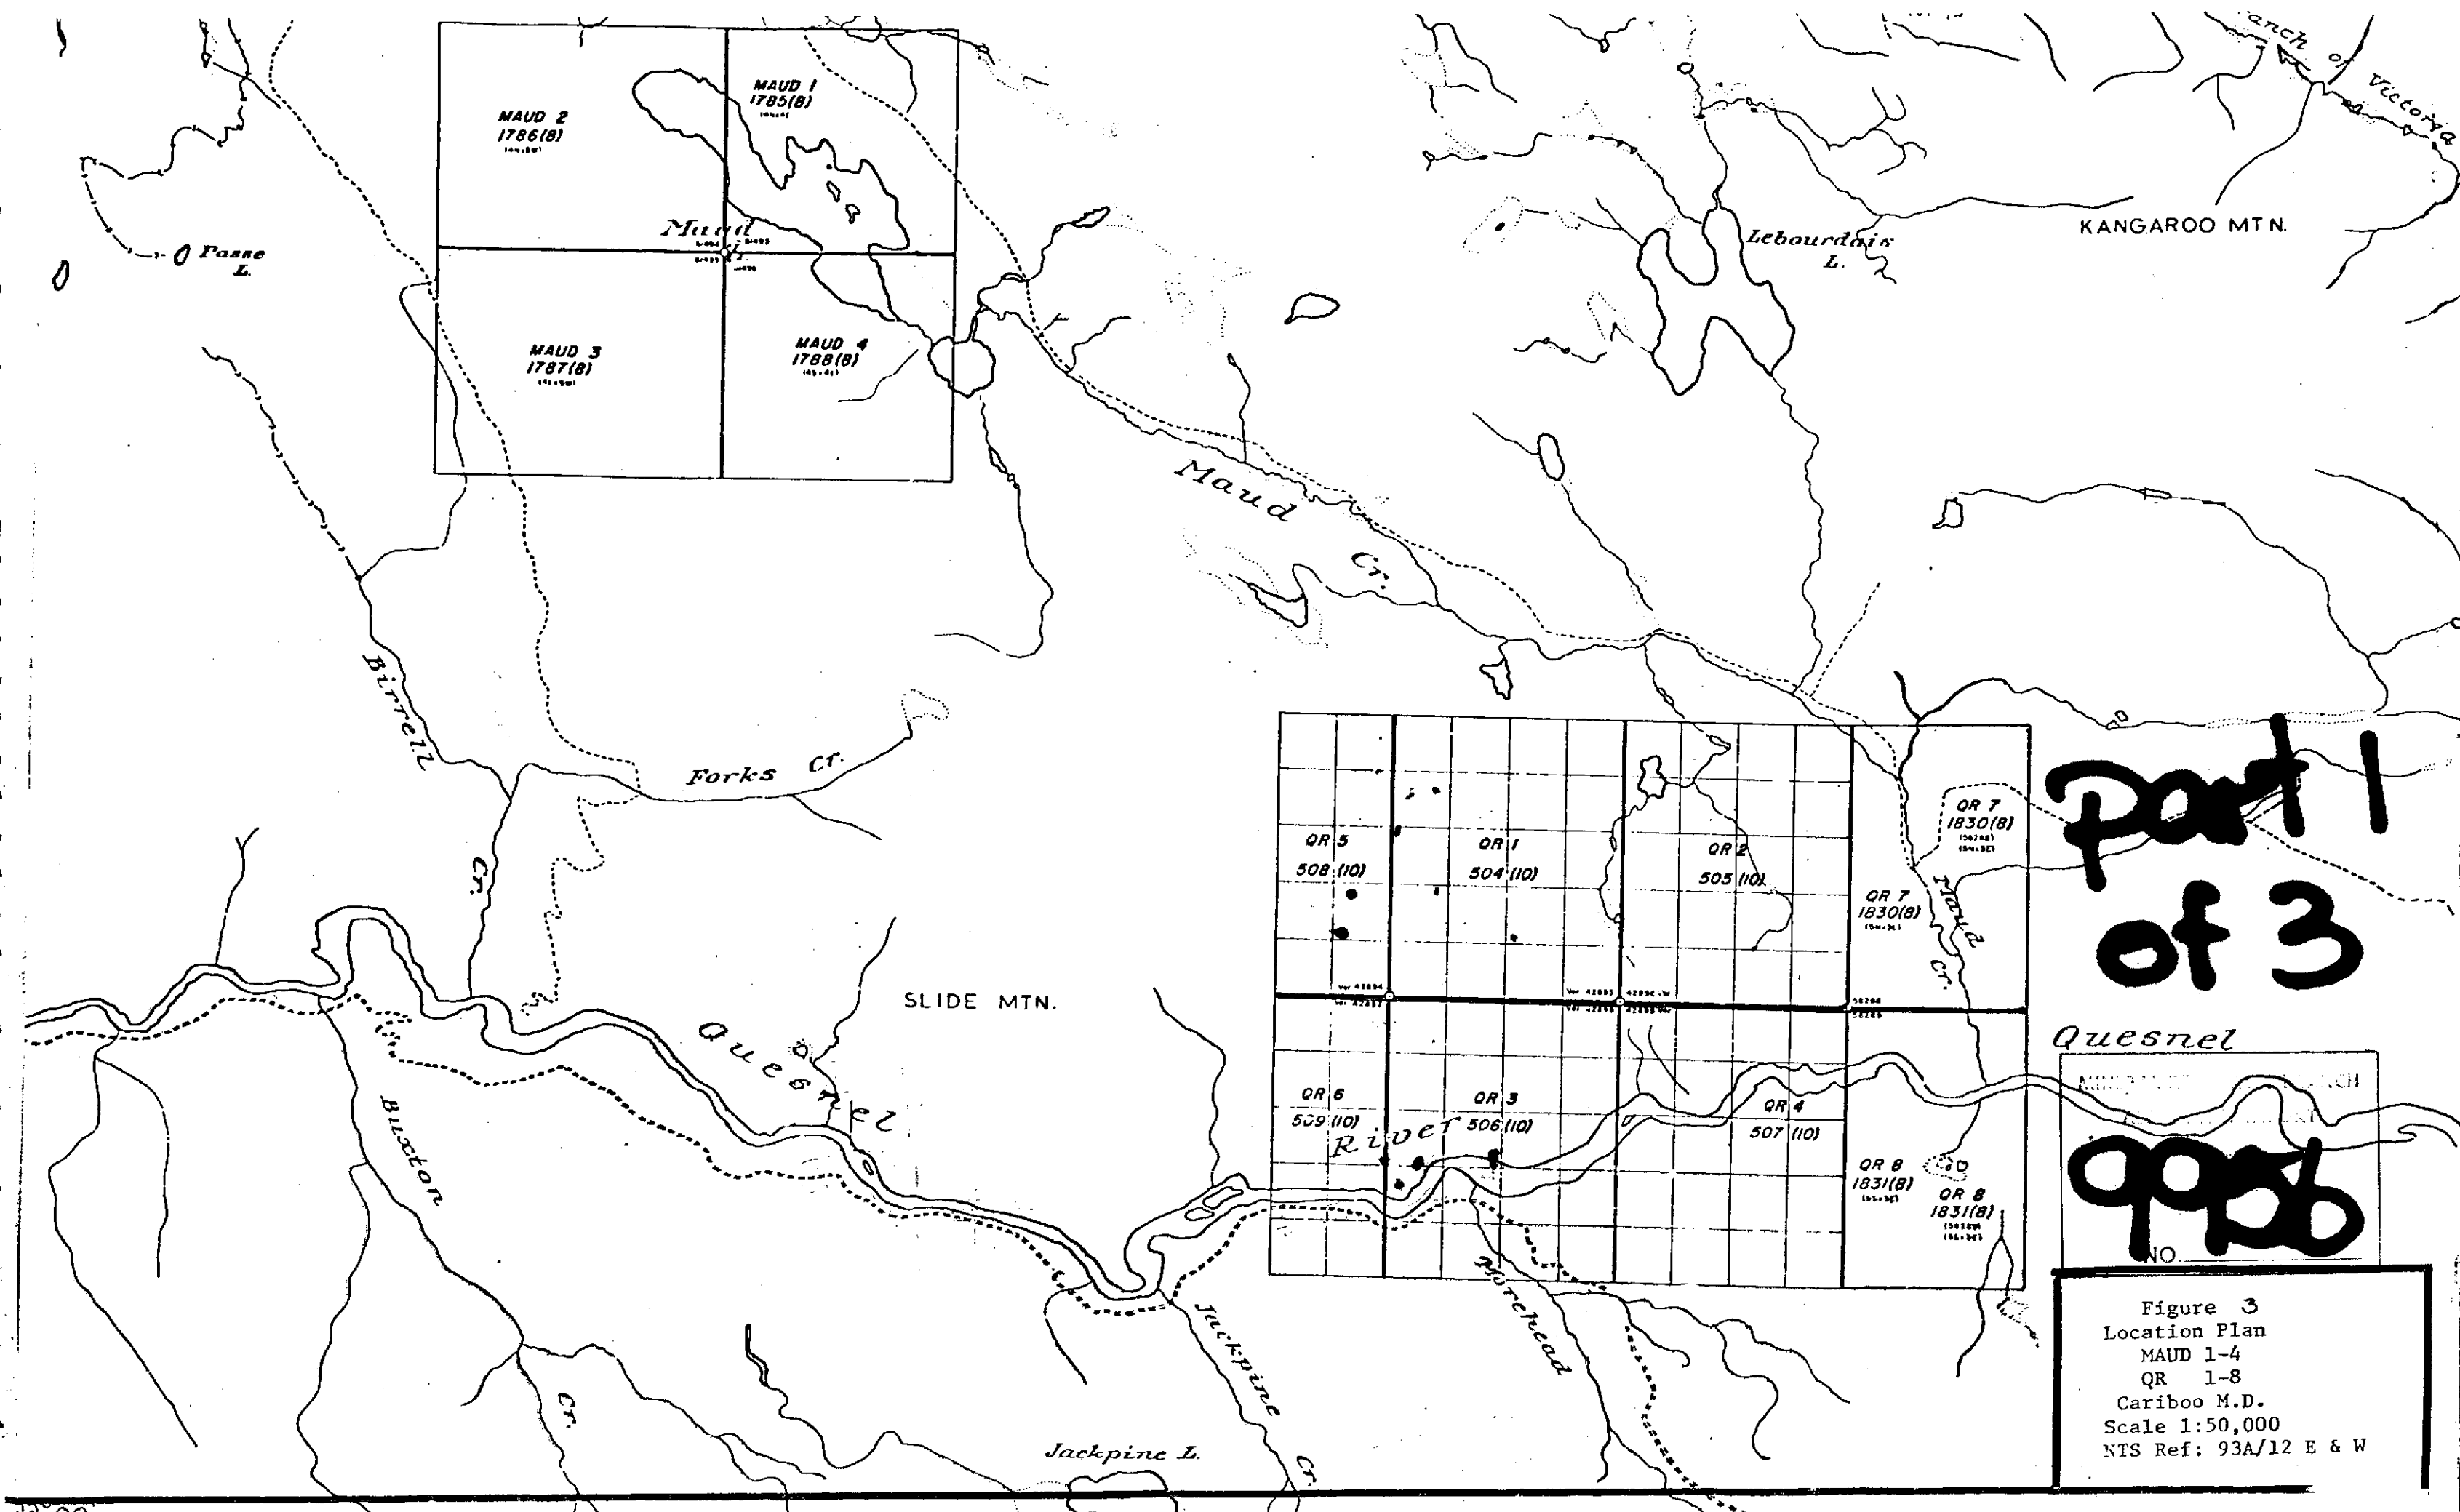 anch of Victoria
MAUD 1
1785(8)
MAUD 2
1786(8)
Maud
L.
KANGAROO MTN.
Lebourdais
L.
MAUD 3
1787(8)
MAUD 4
1788(8)
Maud Cr.
Birrell Cr.
Forks Cr.
part 1
of 3
QR 5
508 (10)
QR 1
504 (10)
QR 2
505 (10)
QR 7
1830(8)
QR 7
1830(8)
Maud Cr.
SLIDE MTN.
Quesnel River
Quesnel
QR 6
509 (10)
QR 3
506 (10)
QR 4
507 (10)
QR 8
1831(8)
QR 8
1831(8)
Buxton Cr.
Jackpine Cr.
Morehead
Jackpine L.
NO.
Figure 3
Location Plan
MAUD 1-4
QR 1-8
Cariboo M.D.
Scale 1:50,000
NTS Ref: 93A/12 E & W